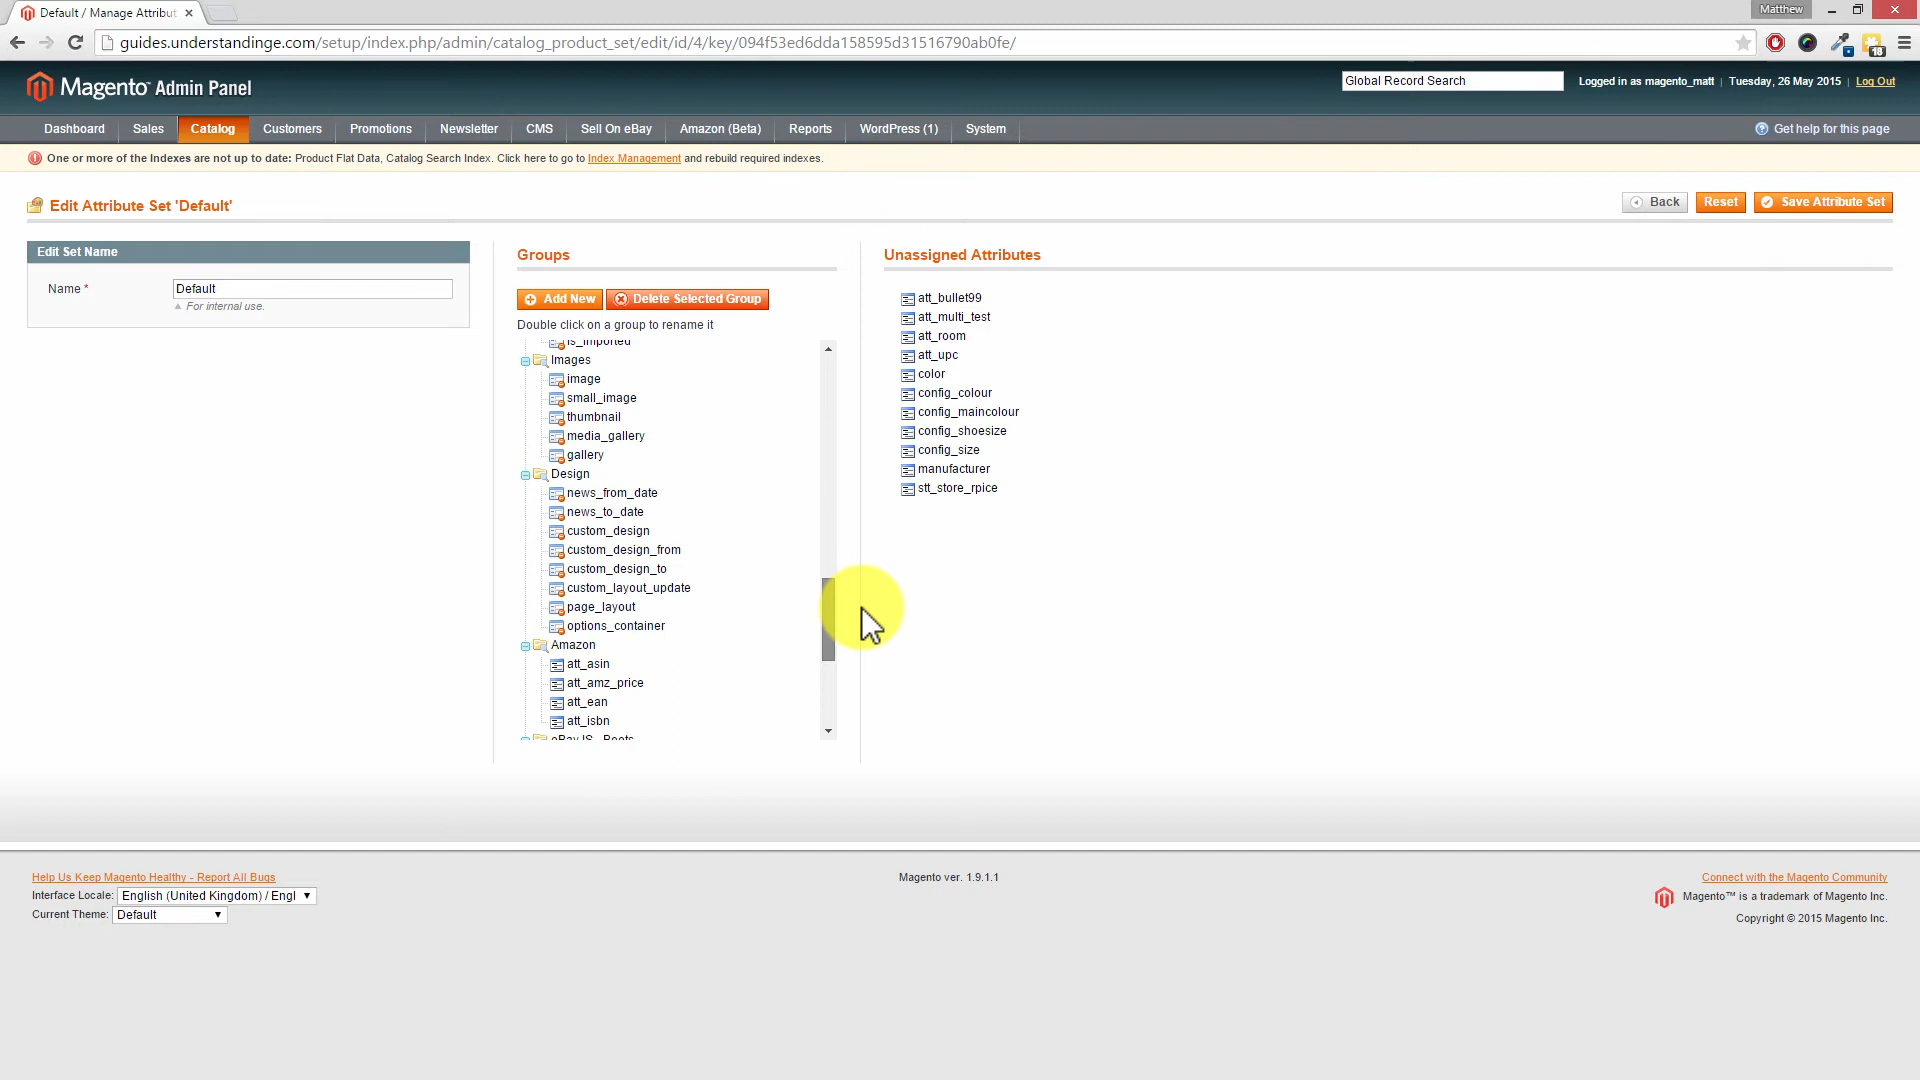 Default / Manage Attribut
Matthew
guides.understandinge.com/setup/index.php/admin/catalog_product_set/edit/id/4/key/094f53ed6dda158595d31516790ab0fe/
18
Magento™ Admin Panel
Global Record Search
Logged in as magento_matt | Tuesday, 26 May 2015 | Log Out
Dashboard Sales Catalog Customers Promotions Newsletter CMS Sell On eBay Amazon (Beta) Reports WordPress (1) System Get help for this page
One or more of the Indexes are not up to date: Product Flat Data, Catalog Search Index. Click here to go to Index Management and rebuild required indexes.
Edit Attribute Set 'Default'
Back Reset Save Attribute Set
Edit Set Name
Name *
Default
For internal use.
Groups
Add New Delete Selected Group
Double click on a group to rename it
is_imported
Images
image
small_image
thumbnail
media_gallery
gallery
Design
news_from_date
news_to_date
custom_design
custom_design_from
custom_design_to
custom_layout_update
page_layout
options_container
Amazon
att_asin
att_amz_price
att_ean
att_isbn
Unassigned Attributes
att_bullet99
att_multi_test
att_room
att_upc
color
config_colour
config_maincolour
config_shoesize
config_size
manufacturer
stt_store_rpice
Help Us Keep Magento Healthy - Report All Bugs
Interface Locale: English (United Kingdom) / Engl
Current Theme: Default
Magento ver. 1.9.1.1
Connect with the Magento Community
Magento™ is a trademark of Magento Inc.
Copyright © 2015 Magento Inc.